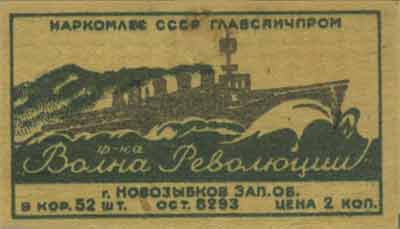 НАРКОМЛЕС СССР ГЛАВСПИЧПРОМ
Ф-КА
Волна Революции
г. НОВОЗЫБКОВ ЗАП. ОБ.
В КОР. 52 ШТ. ОСТ. 8293 ЦЕНА 2 КОП.